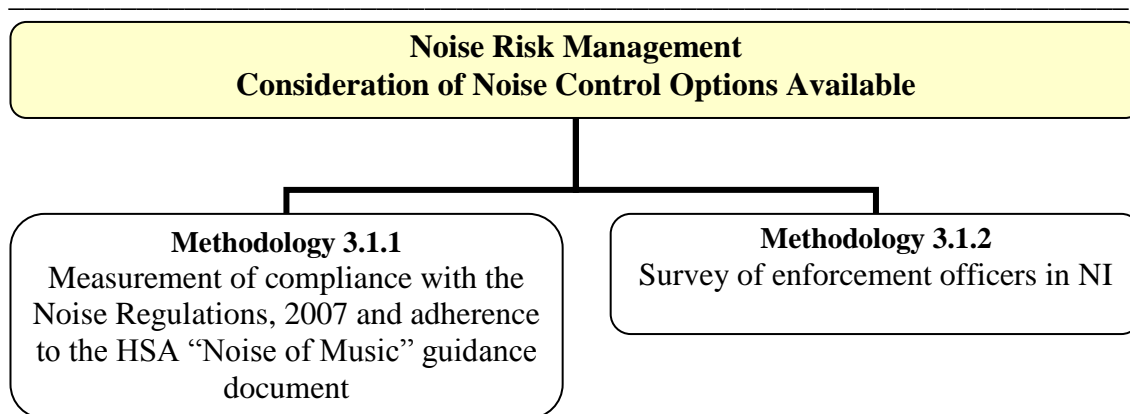 Noise Risk Management
Consideration of Noise Control Options Available
Methodology 3.1.1
Measurement of compliance with the
Noise Regulations, 2007 and adherence
to the HSA “Noise of Music” guidance
document
Methodology 3.1.2
Survey of enforcement officers in NI